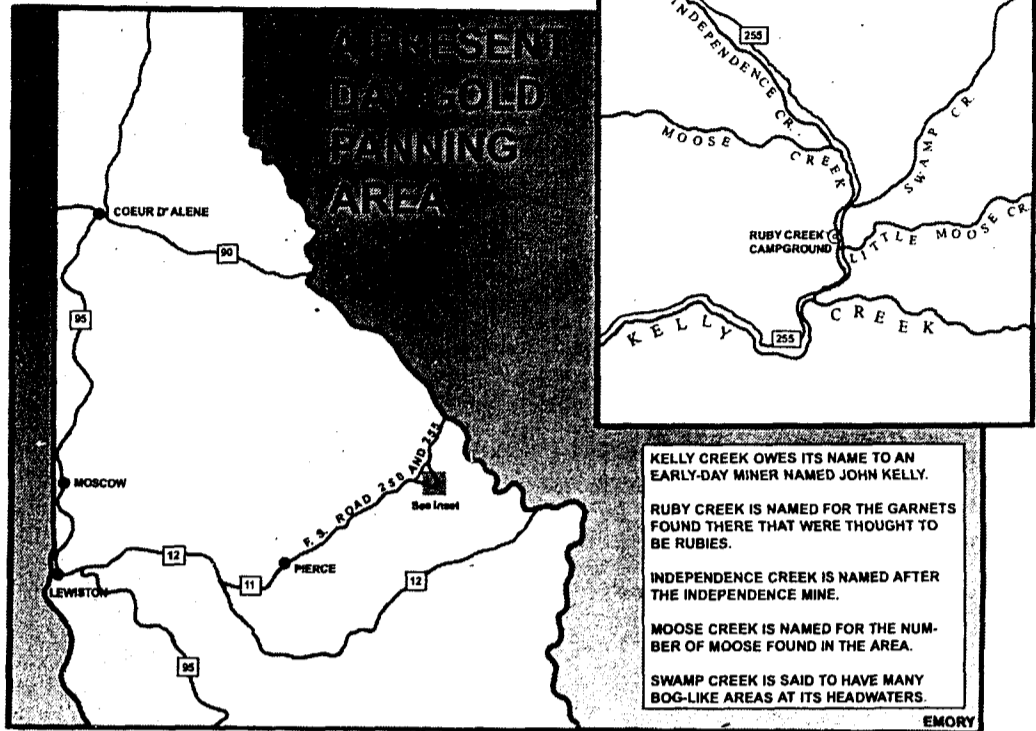 A PRESENT
DAY GOLD
PANNING
AREA
COEUR D' ALENE
90
95
MOSCOW
F. S. ROAD 250 AND 255
See Inset
PIERCE
12
11
12
LEWISTON
95
255
INDEPENDENCE CR.
MOOSE CREEK
SWAMP CR.
RUBY CREEK
CAMPGROUND
LITTLE MOOSE CR.
KELLY CREEK
255
KELLY CREEK OWES ITS NAME TO AN
EARLY-DAY MINER NAMED JOHN KELLY.
RUBY CREEK IS NAMED FOR THE GARNETS
FOUND THERE THAT WERE THOUGHT TO
BE RUBIES.
INDEPENDENCE CREEK IS NAMED AFTER
THE INDEPENDENCE MINE.
MOOSE CREEK IS NAMED FOR THE NUM-
BER OF MOOSE FOUND IN THE AREA.
SWAMP CREEK IS SAID TO HAVE MANY
BOG-LIKE AREAS AT ITS HEADWATERS.
EMORY